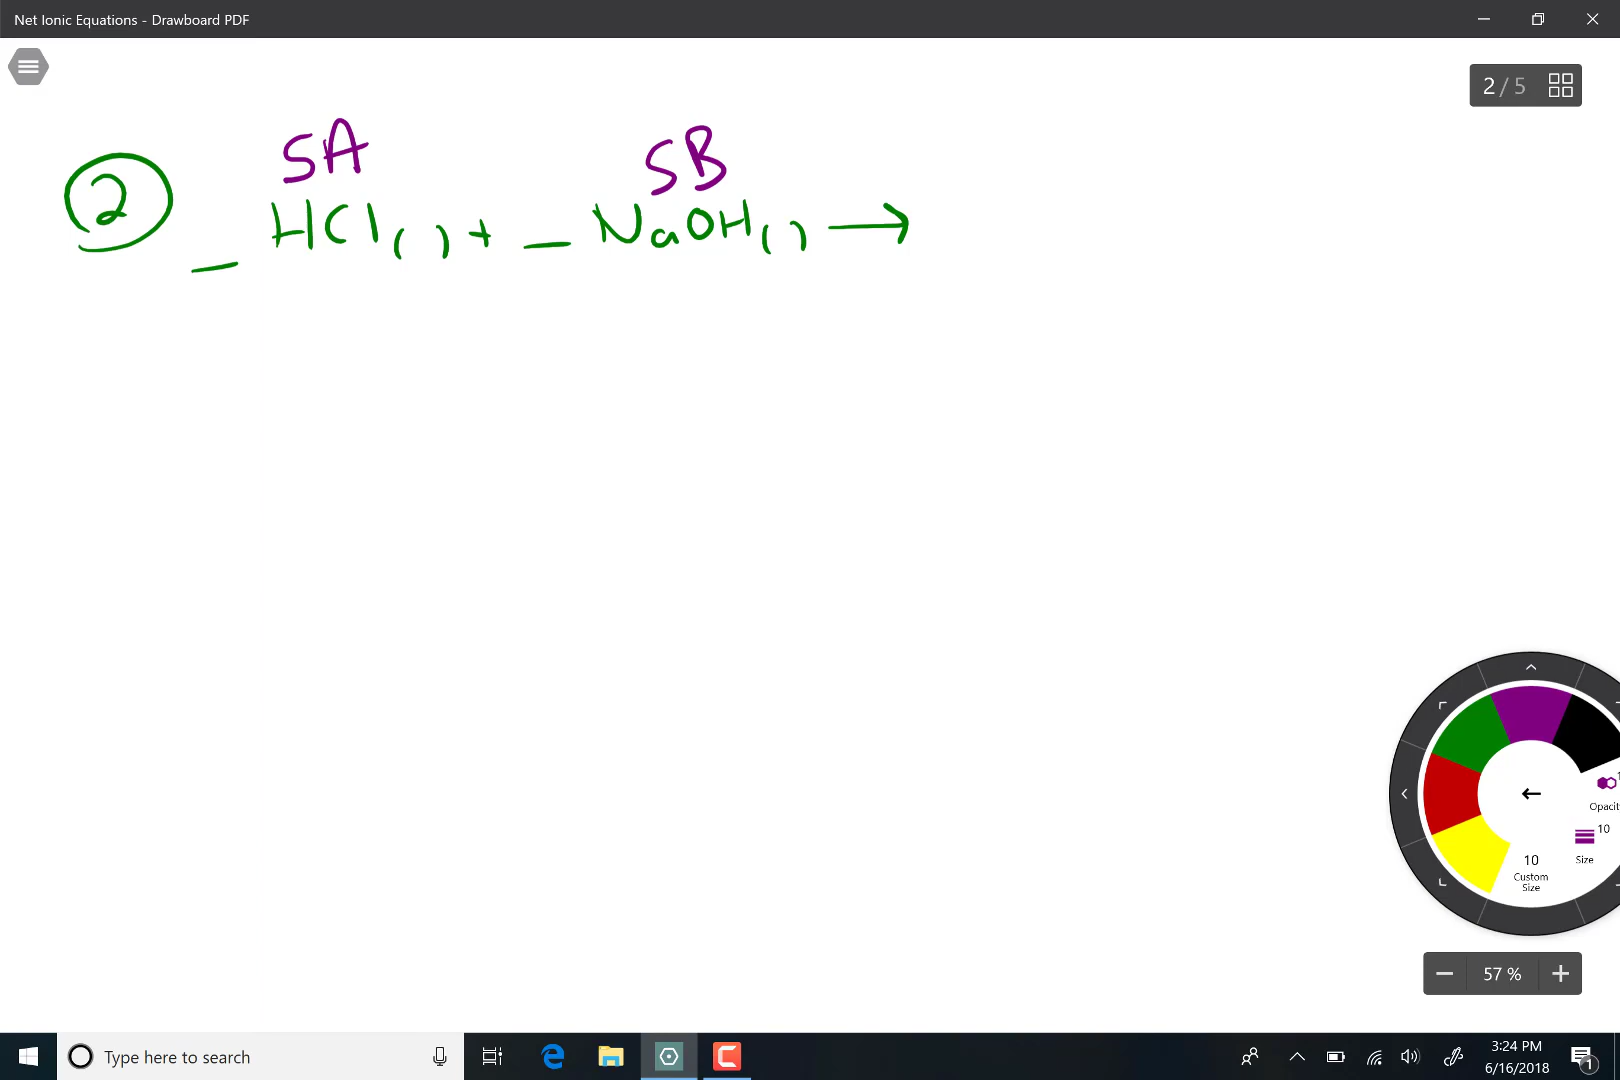 Net Ionic Equations - Drawboard PDF
2 / 5
SA SB
2 _ HCl( ) + _ NaOH( ) →
Opacit
10
Size
10
Custom
Size
57 %
Type here to search
3:24 PM
6/16/2018
1